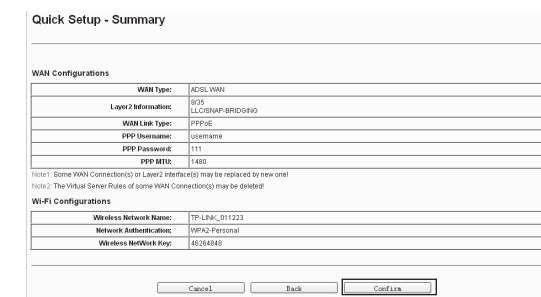 Quick Setup - Summary
WAN Configurations
WAN Type: ADSL WAN
Layer2 Information: 8/35
LLC/SNAP-BRIDGING
WAN Link Type: PPPoE
PPP Username: username
PPP Password: 111
PPP MTU: 1480
Note1: Some WAN Connection(s) or Layer2 interface(s) may be replaced by new one!
Note2: The Virtual Server Rules of some WAN Connection(s) may be deleted!
Wi-Fi Configurations
Wireless Network Name: TP-LINK_011223
Network Authentication: WPA2-Personal
Wireless NetWork Key: 46264848
Cancel Back Confirm